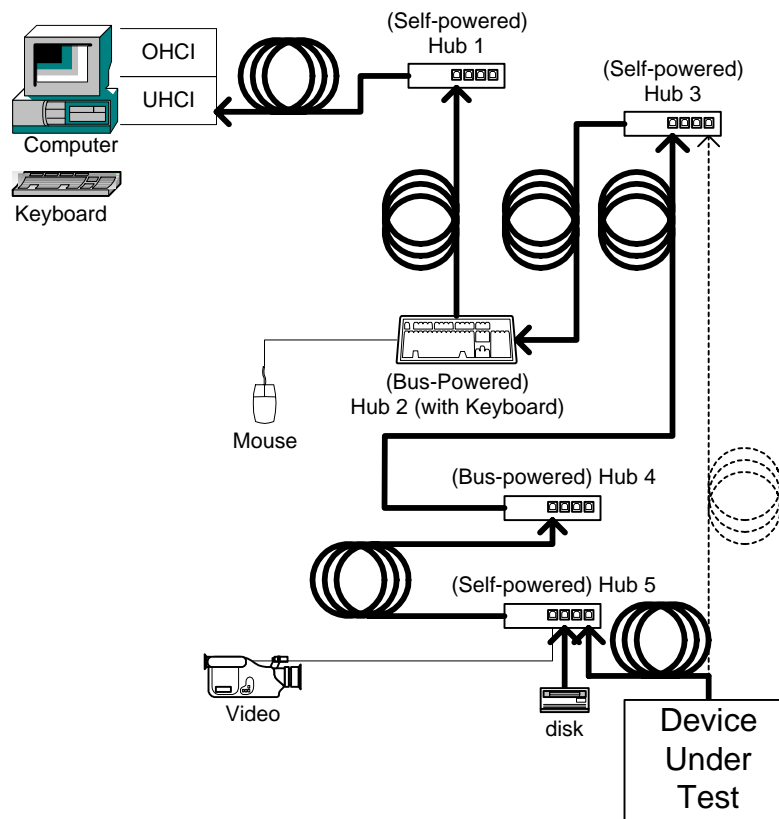 (Self-powered)
Hub 1
OHCI
UHCI
Computer
Keyboard
(Self-powered)
Hub 3
(Bus-Powered)
Hub 2 (with Keyboard)
Mouse
(Bus-powered) Hub 4
(Self-powered) Hub 5
Video
disk
Device
Under
Test